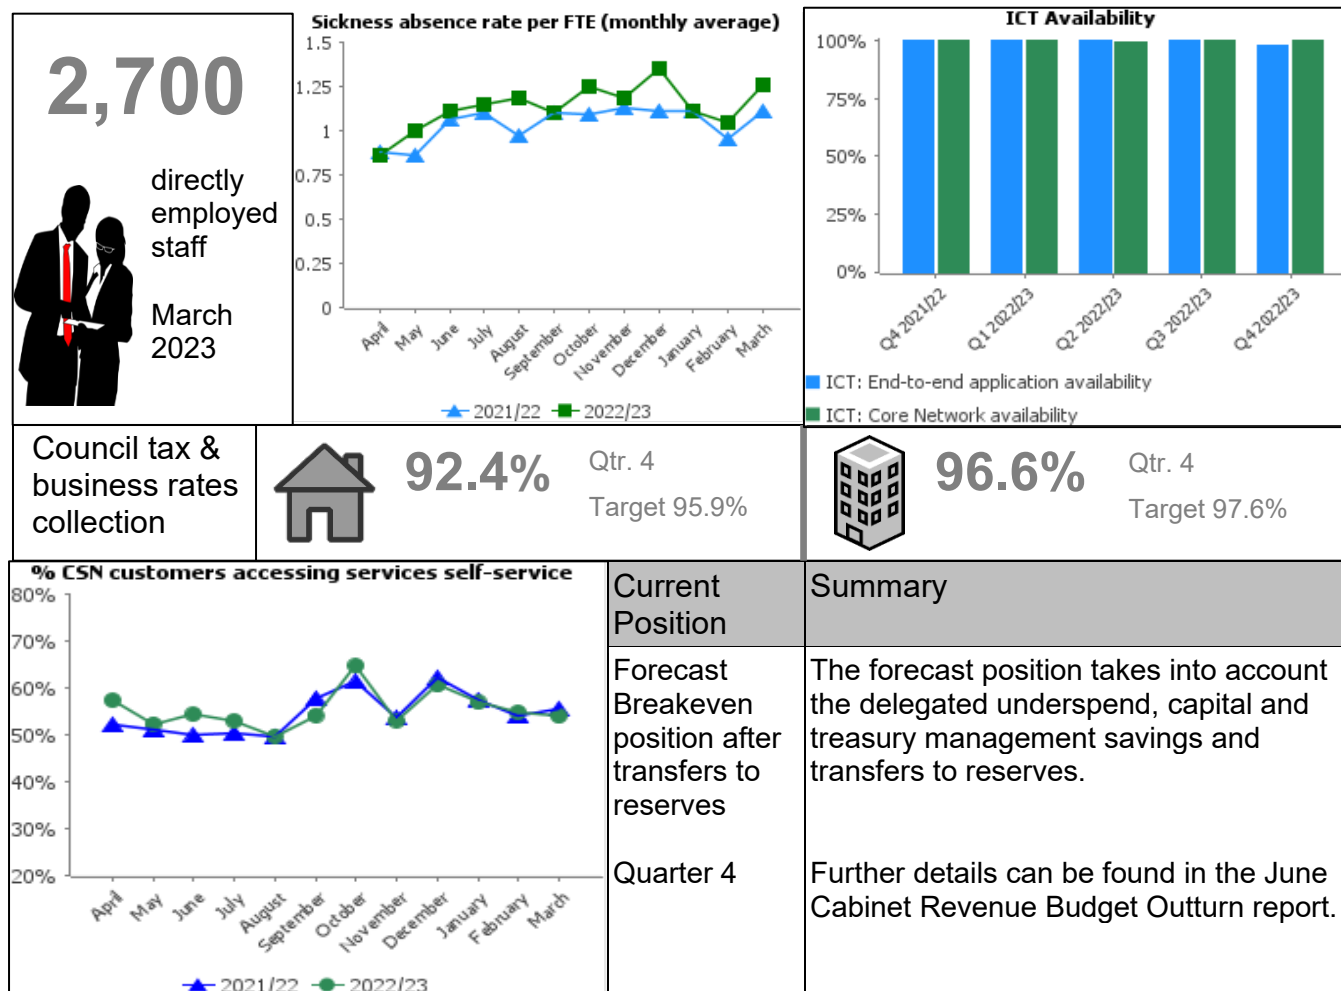 2,700
directly
employed
staff
March
2023
Sickness absence rate per FTE (monthly average)
1.5
1.25
1
0.75
0.5
0.25
0
April
May
June
July
August
September
October
November
December
January
February
March
2021/22
2022/23
ICT Availability
100%
75%
50%
25%
0%
Q4 2021/22
Q1 2022/23
Q2 2022/23
Q3 2022/23
Q4 2022/23
ICT: End-to-end application availability
ICT: Core Network availability
Council tax &
business rates
collection
92.4%
Qtr. 4
Target 95.9%
96.6%
Qtr. 4
Target 97.6%
% CSN customers accessing services self-service
80%
70%
60%
50%
40%
30%
20%
April
May
June
July
August
September
October
November
December
January
February
March
2021/22
2022/23
Current
Position
Summary
Forecast
Breakeven
position after
transfers to
reserves
Quarter 4
The forecast position takes into account
the delegated underspend, capital and
treasury management savings and
transfers to reserves.
Further details can be found in the June
Cabinet Revenue Budget Outturn report.